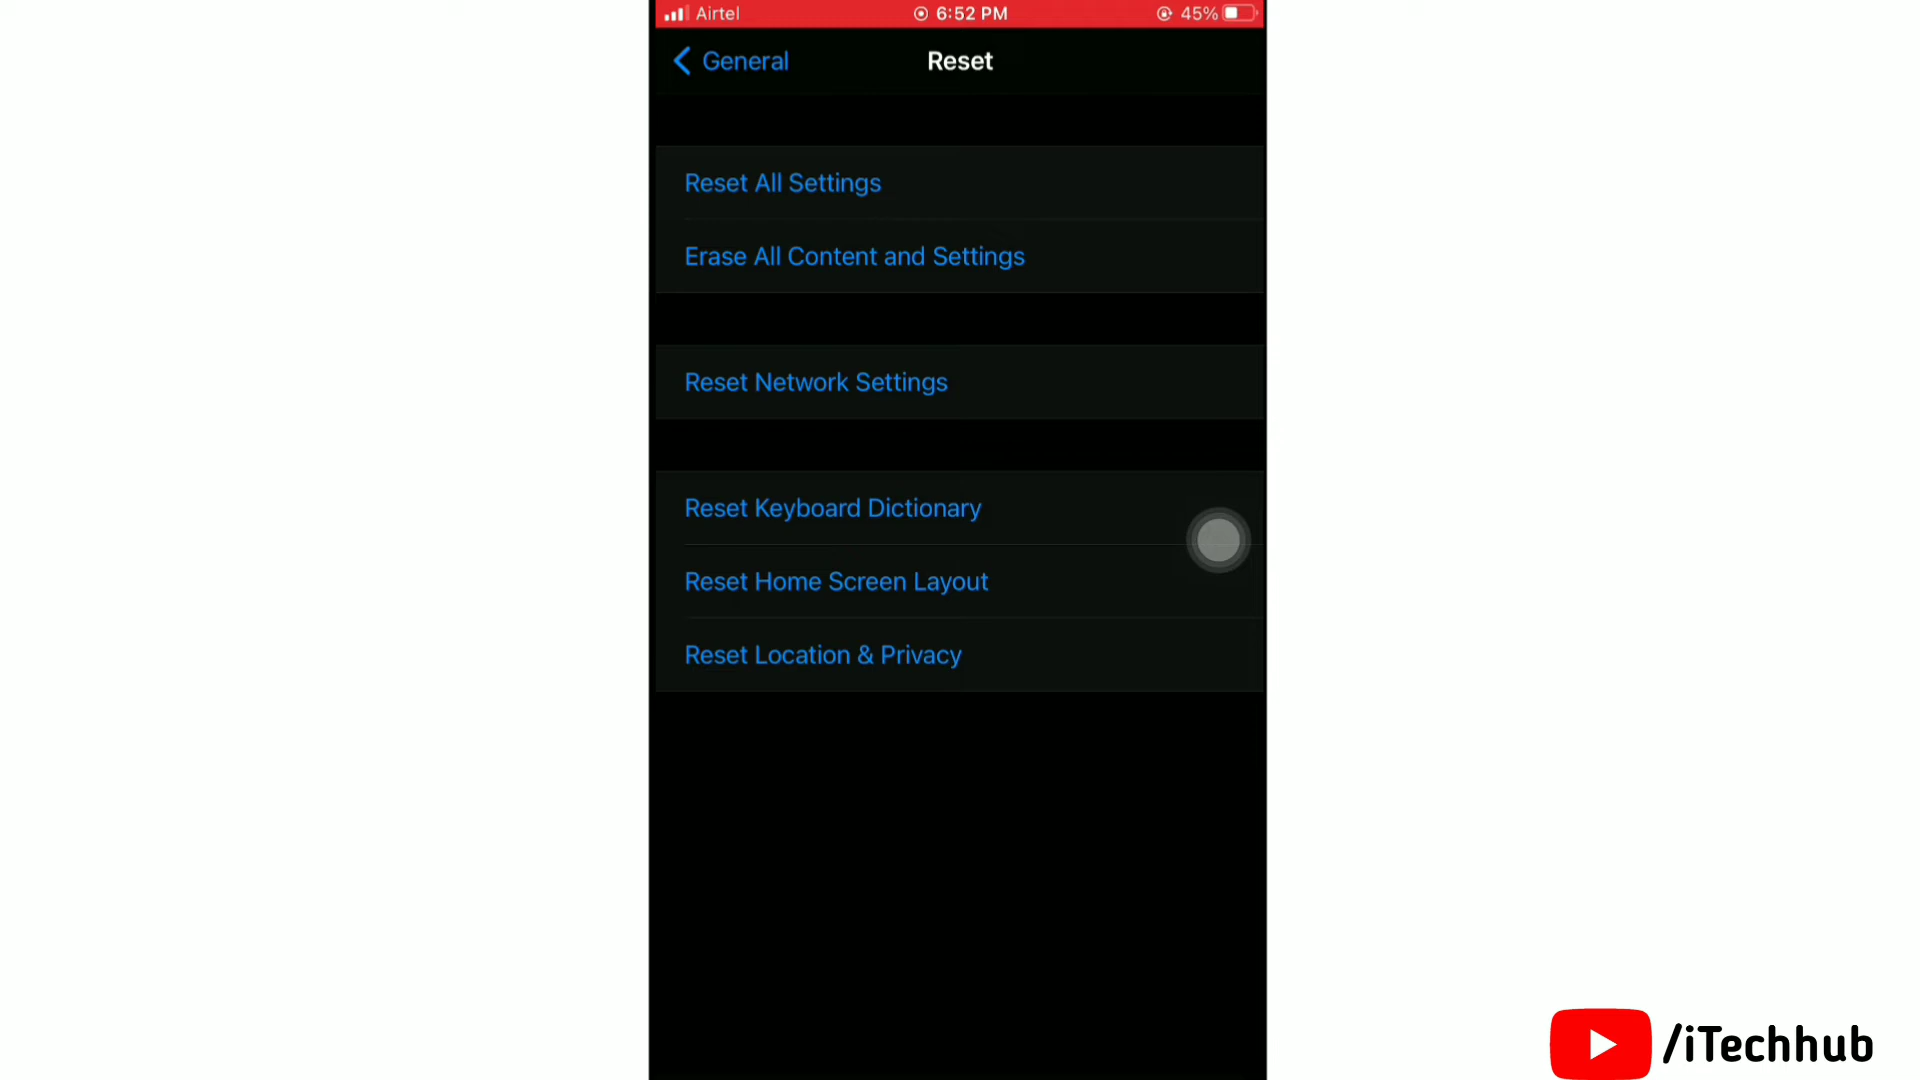 Airtel 6:52 PM 45%
General Reset
Reset All Settings
Erase All Content and Settings
Reset Network Settings
Reset Keyboard Dictionary
Reset Home Screen Layout
Reset Location & Privacy
/iTechhub